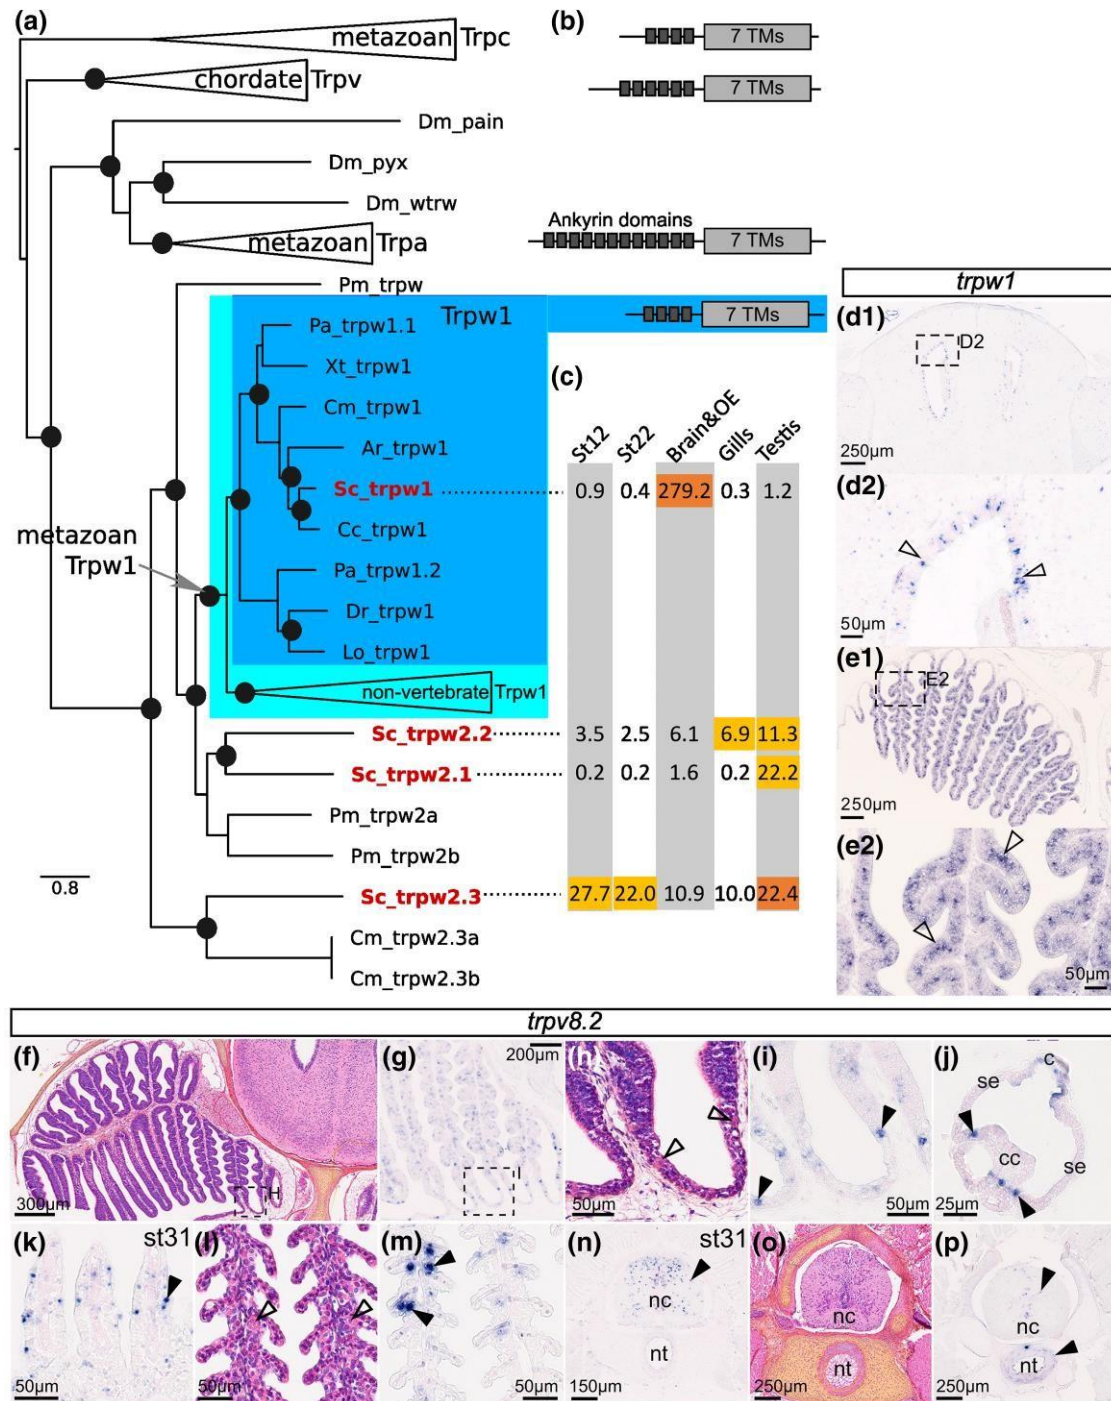 (a)
metazoan Trpc
chordate Trpv
Dm_pain
Dm_pyx
Dm_wtrw
metazoan Trpa
Pm_trpw
Trpw1
Pa_trpw1.1
Xt_trpw1
Cm_trpw1
Ar_trpw1
Sc_trpw1
Cc_trpw1
metazoan
Trpw1
Pa_trpw1.2
Dr_trpw1
Lo_trpw1
non-vertebrate Trpw1
Sc_trpw2.2
Sc_trpw2.1
Pm_trpw2a
Pm_trpw2b
0.8
Sc_trpw2.3
Cm_trpw2.3a
Cm_trpw2.3b
(b)
7 TMs
7 TMs
Ankyrin domains
7 TMs
7 TMs
(c)
St12 St22 Brain&OE Gills Testis
0.9 0.4 279.2 0.3 1.2
3.5 2.5 6.1 6.9 11.3
0.2 0.2 1.6 0.2 22.2
27.7 22.0 10.9 10.0 22.4
trpw1
(d1)
D2
250µm
(d2)
50µm
(e1)
E2
250µm
(e2)
50µm
trpv8.2
(f)
H
300µm
(g)
200µm
I
(h)
50µm
(i)
50µm
(j)
c
se
cc
se
25µm
(k)
st31
50µm
(l)
50µm
(m)
50µm
(n)
st31
nc
nt
150µm
(o)
nc
nt
250µm
(p)
nc
nt
250µm